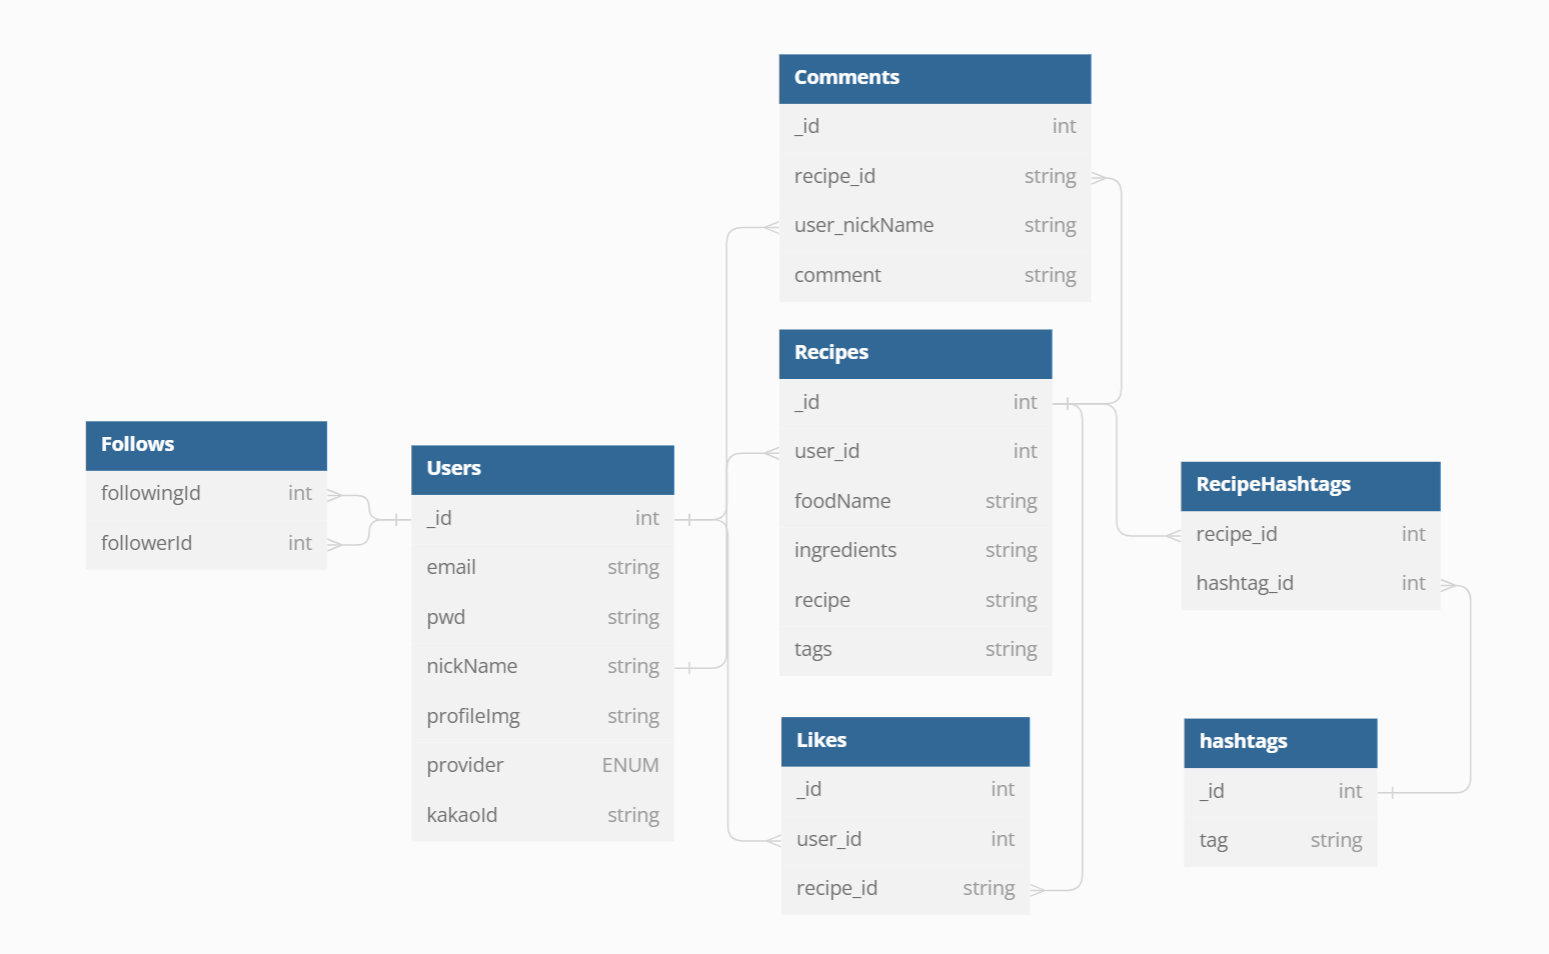 Comments
_id int
recipe_id string
user_nickName string
comment string
Recipes
_id int
user_id int
foodName string
ingredients string
recipe string
tags string
Follows
followingId int
followerId int
Users
_id int
email string
pwd string
nickName string
profileImg string
provider ENUM
kakaoId string
RecipeHashtags
recipe_id int
hashtag_id int
Likes
_id int
user_id int
recipe_id string
hashtags
_id int
tag string